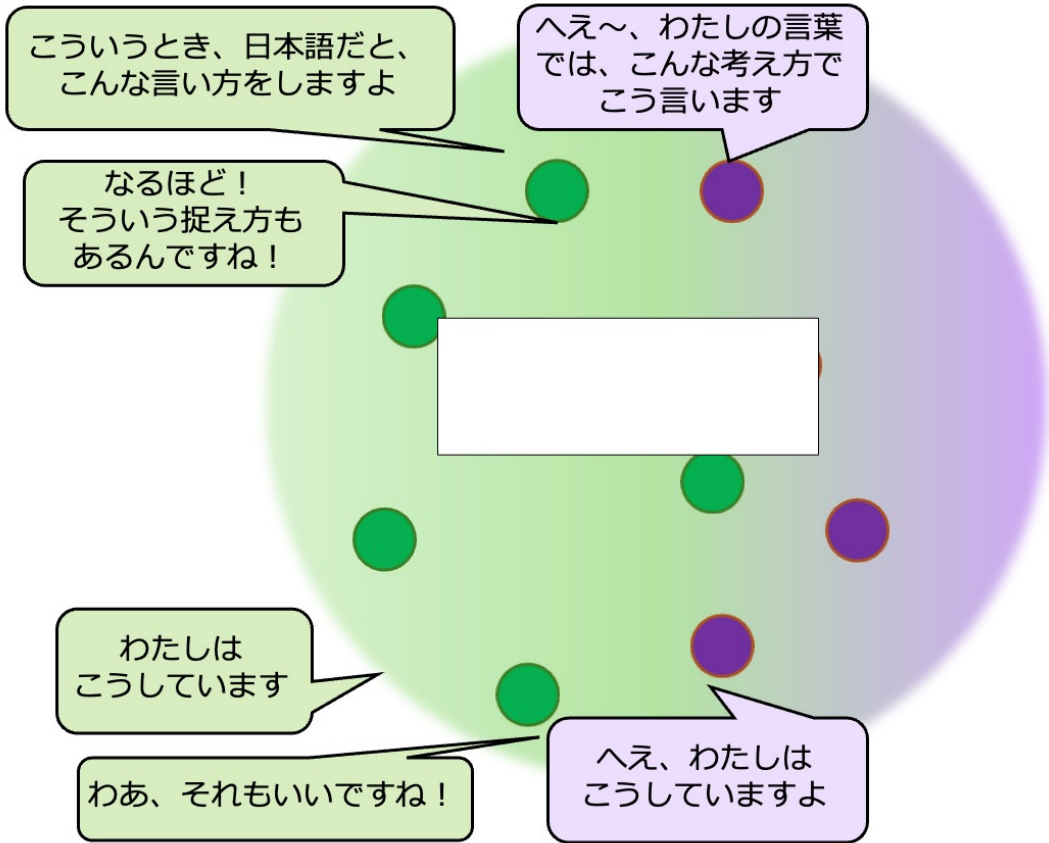 こういうとき、日本語だと、
こんな言い方をしますよ
へえ～、わたしの言葉
では、こんな考え方で
こう言います
なるほど！
そういう捉え方も
あるんですね！
わたしは
こうしています
へえ、わたしは
こうしていますよ
わあ、それもいいですね！